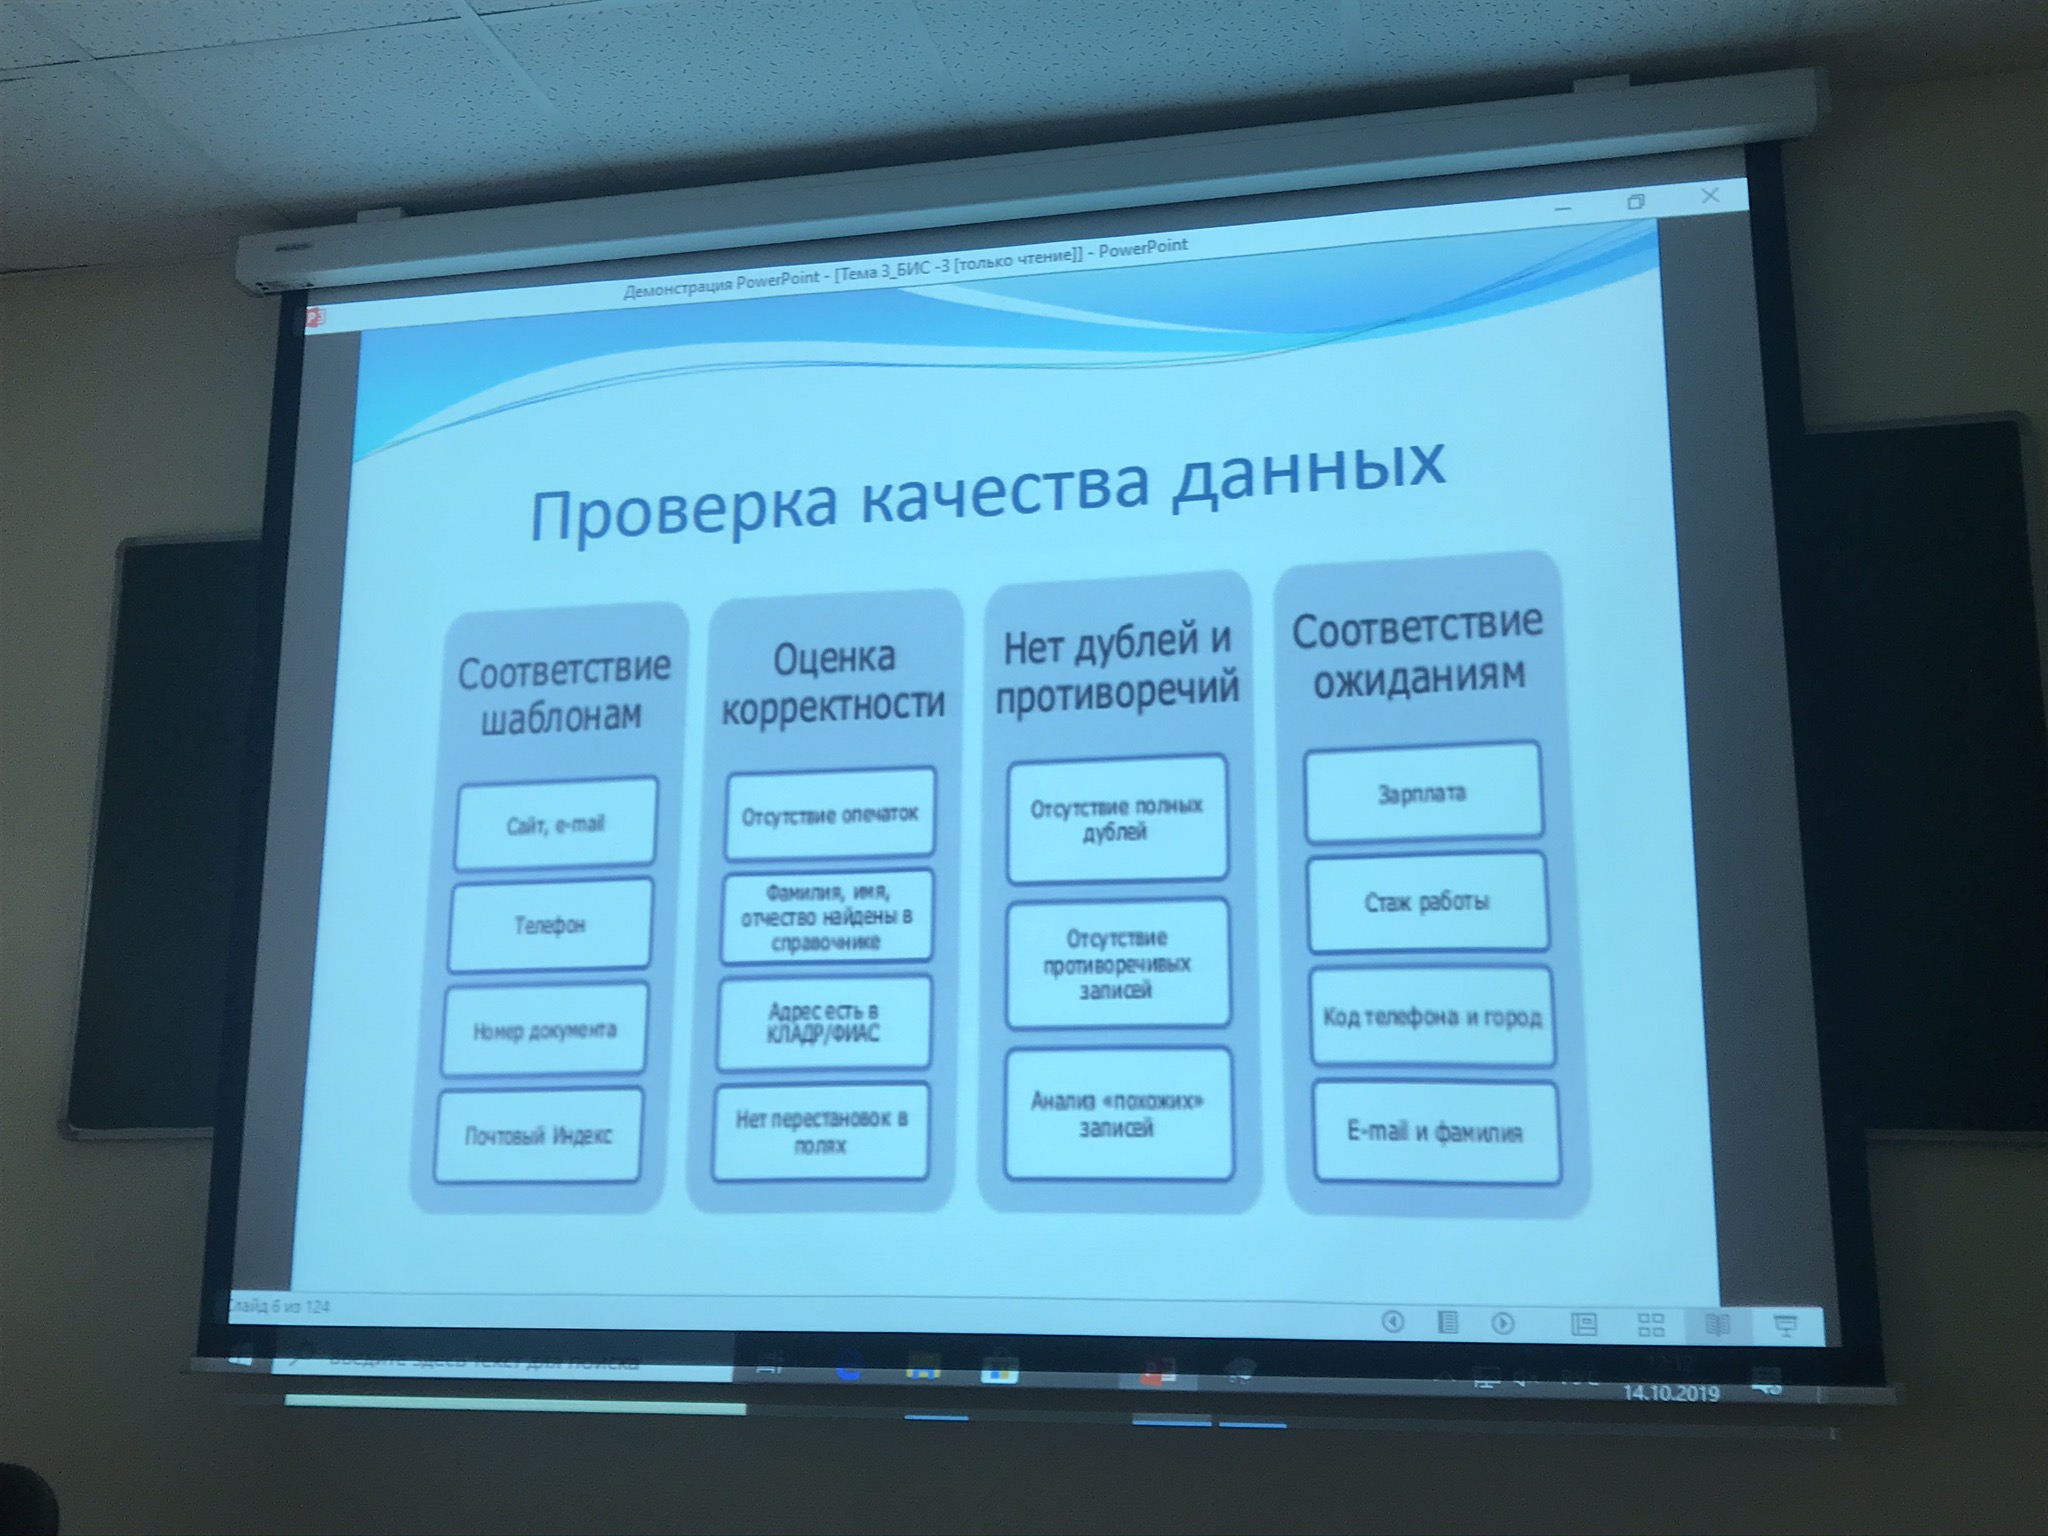 Демонстрация PowerPoint - [Тема 3_БИС -3 [только чтение]] - PowerPoint
Проверка качества данных
Соответствие
шаблонам
Сайт, e-mail
Телефон
Номер документа
Почтовый Индекс
Оценка
корректности
Отсутствие опечаток
Фамилия, имя,
отчество найдены в
справочнике
Адрес есть в
КЛАДР/ФИАС
Нет перестановок в
полях
Нет дублей и
противоречий
Отсутствие полных
дублей
Отсутствие
противоречивых
записей
Анализ «похожих»
записей
Соответствие
ожиданиям
Зарплата
Стаж работы
Код телефона и город
E-mail и фамилия
Слайд 6 из 124
Введите здесь текст для поиска
14.10.2019